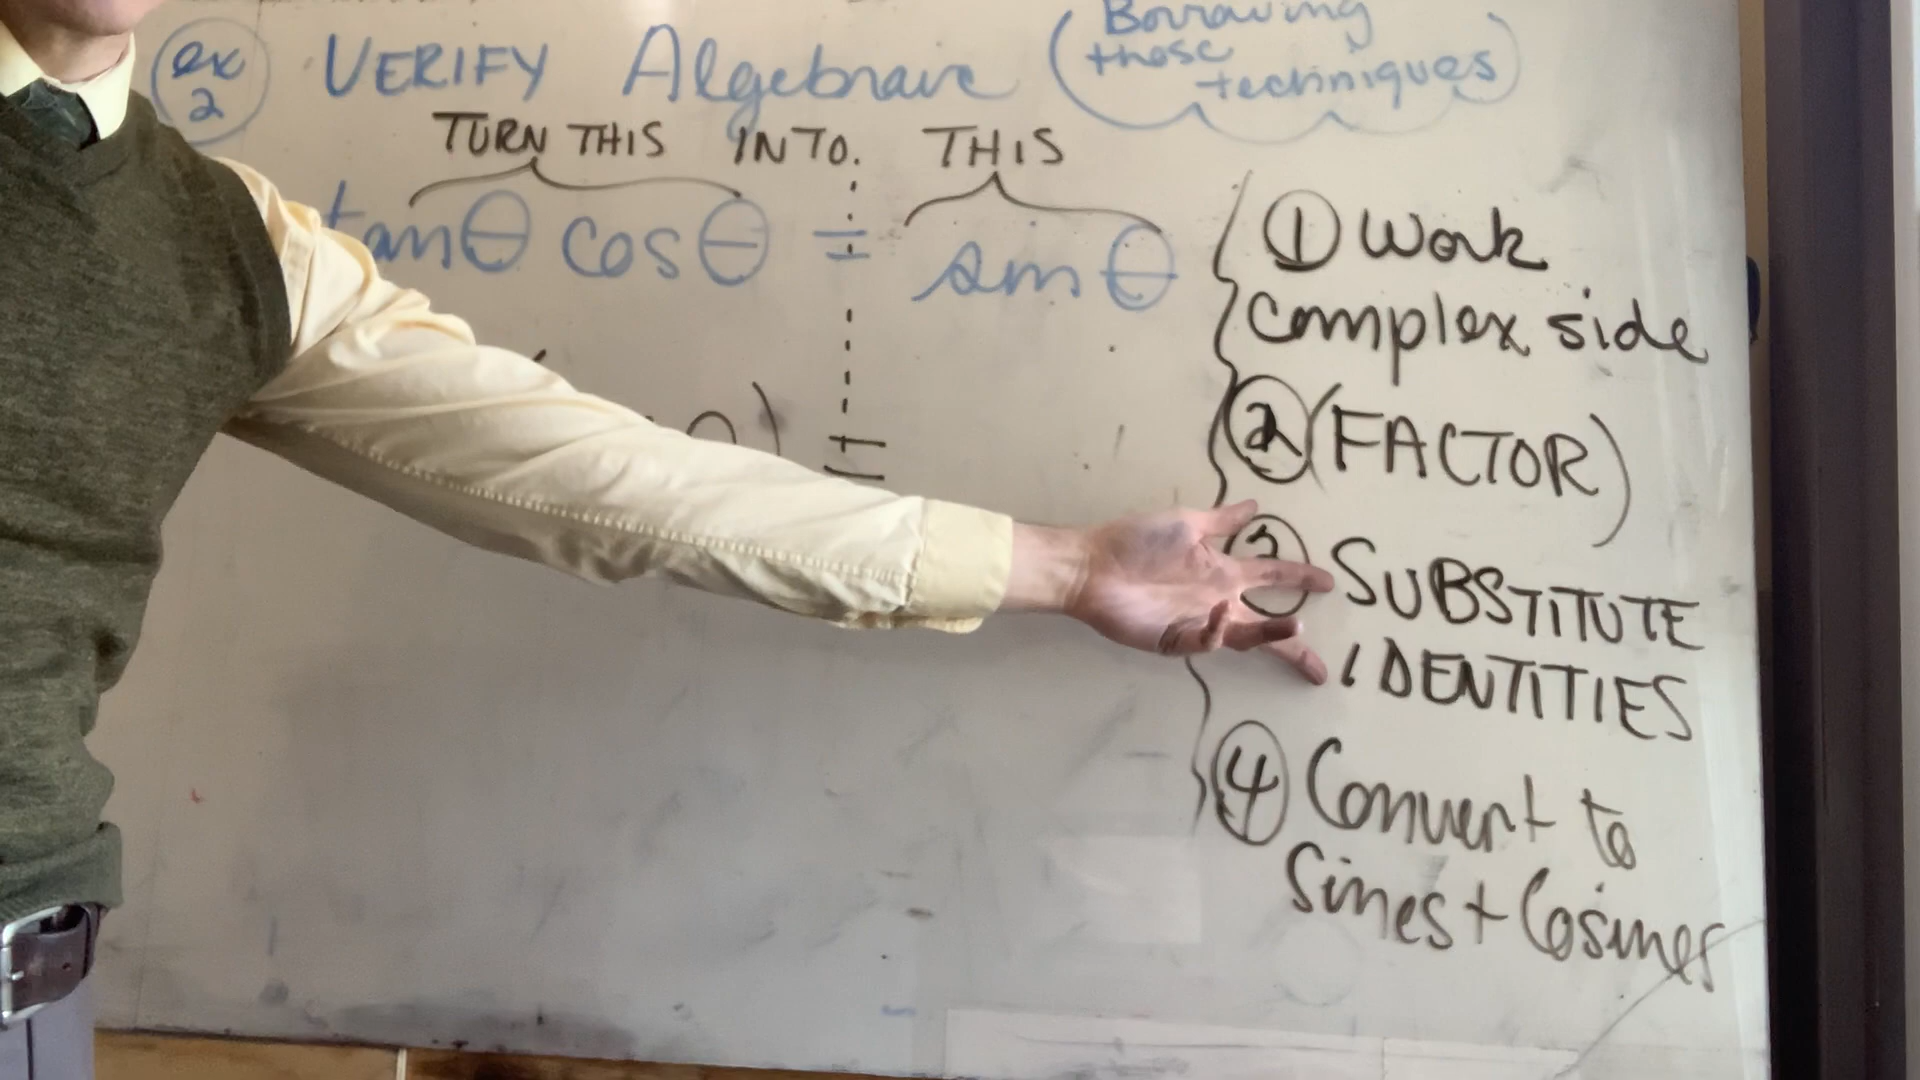 ex 2 VERIFY Algebraic (Borrowing those techniques)
TURN THIS INTO. THIS
tanθ cosθ = sinθ
① Work
complex side
② (FACTOR)
③ SUBSTITUTE
IDENTITIES
④ Convert to
Sines + Cosines